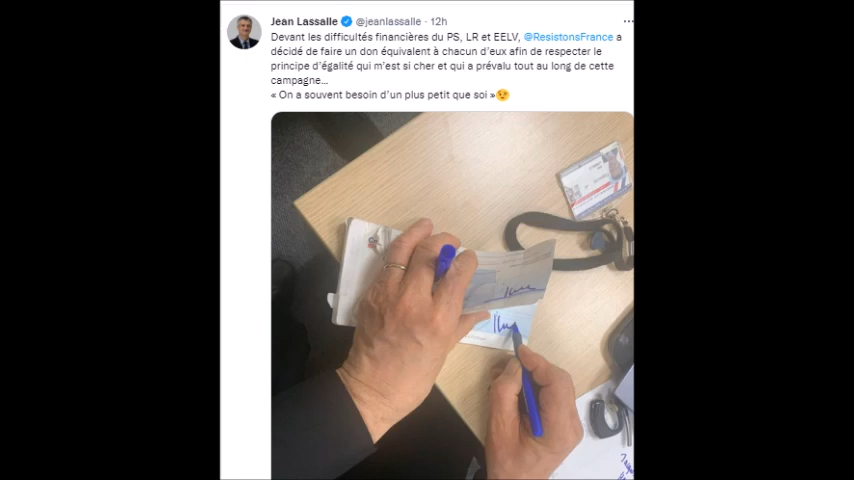 Jean Lassalle @jeanlassalle · 12h
Devant les difficultés financières du PS, LR et EELV, @ResistonsFrance a
décidé de faire un don équivalent à chacun d’eux afin de respecter le
principe d’égalité qui m’est si cher et qui a prévalu tout au long de cette
campagne...
« On a souvent besoin d’un plus petit que soi »😉